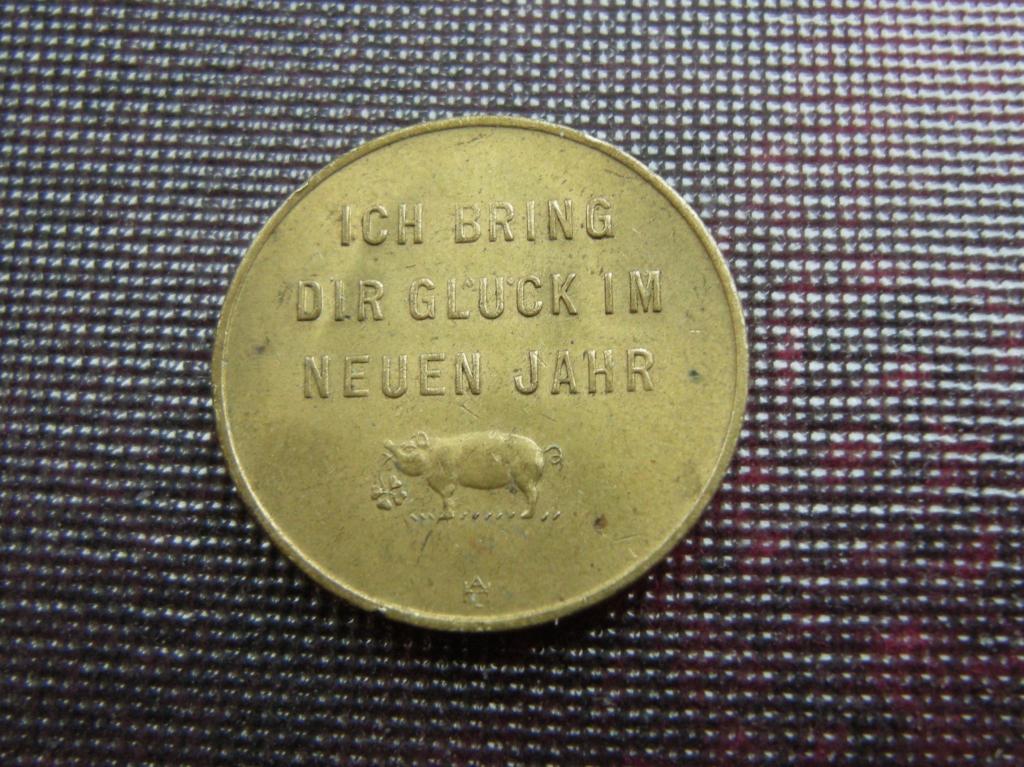 ICH BRING
DIR GLÜCK IM
NEUEN JAHR